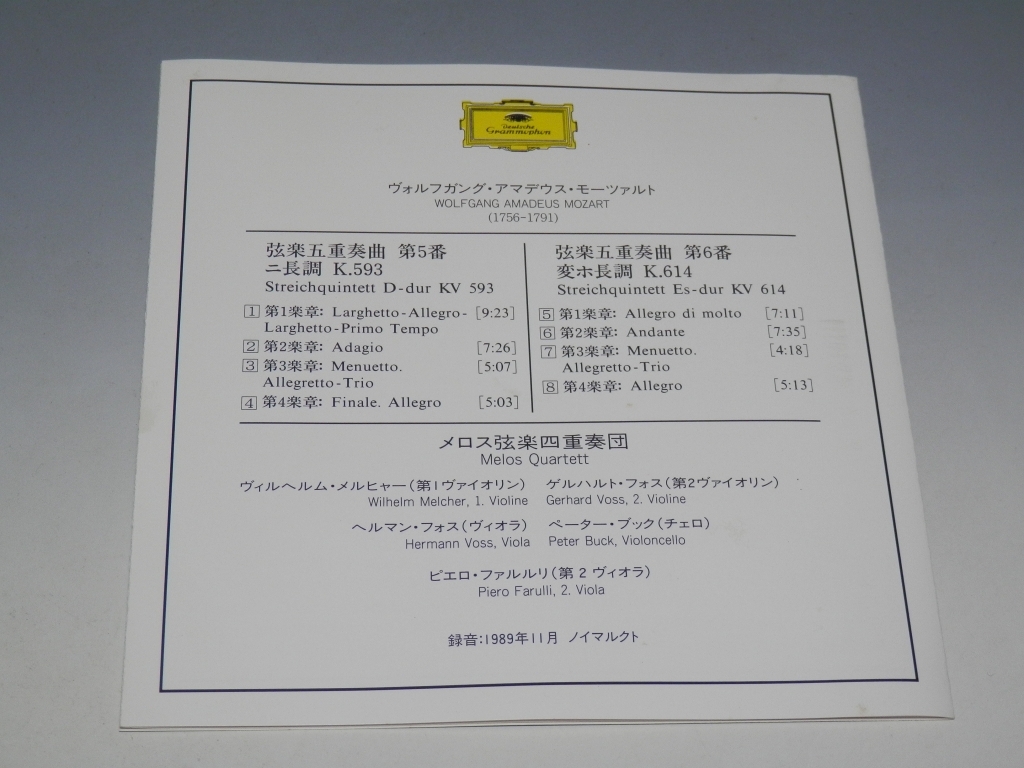 Deutsche
Grammophon
ヴォルフガング・アマデウス・モーツァルト
WOLFGANG AMADEUS MOZART
(1756-1791)
弦楽五重奏曲 第5番
ニ長調 K.593
Streichquintett D-dur KV 593
1 第1楽章: Larghetto-Allegro- [9:23]
Larghetto-Primo Tempo
2 第2楽章: Adagio [7:26]
3 第3楽章: Menuetto. [5:07]
Allegretto-Trio
4 第4楽章: Finale. Allegro [5:03]
弦楽五重奏曲 第6番
変ホ長調 K.614
Streichquintett Es-dur KV 614
5 第1楽章: Allegro di molto [7:11]
6 第2楽章: Andante [7:35]
7 第3楽章: Menuetto. [4:18]
Allegretto-Trio
8 第4楽章: Allegro [5:13]
メロス弦楽四重奏団
Melos Quartett
ヴィルヘルム・メルヒャー(第1ヴァイオリン) ゲルハルト・フォス(第2ヴァイオリン)
Wilhelm Melcher, 1. Violine Gerhard Voss, 2. Violine
ヘルマン・フォス(ヴィオラ) ペーター・ブック(チェロ)
Hermann Voss, Viola Peter Buck, Violoncello
ピエロ・ファルルリ(第2ヴィオラ)
Piero Farulli, 2. Viola
録音:1989年11月 ノイマルクト